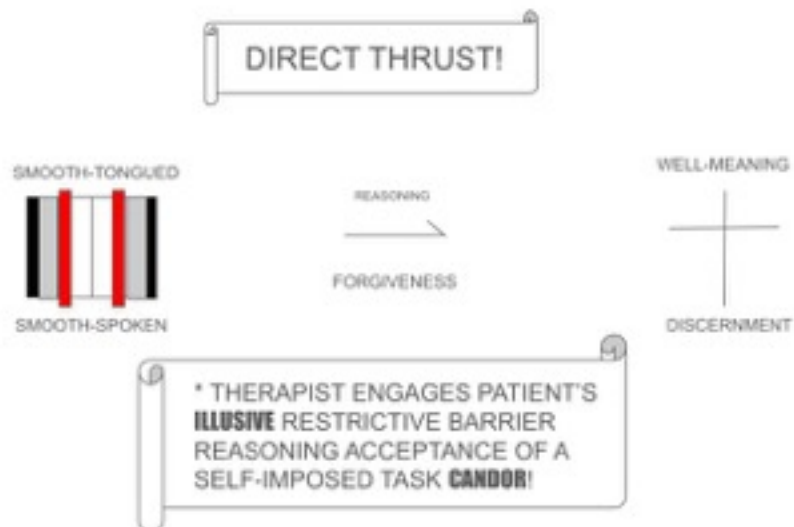 DIRECT THRUST!
SMOOTH-TONGUED
SMOOTH-SPOKEN
REASONING
FORGIVENESS
WELL-MEANING
DISCERNMENT
* THERAPIST ENGAGES PATIENT'S
ILLUSIVE RESTRICTIVE BARRIER
REASONING ACCEPTANCE OF A
SELF-IMPOSED TASK CANDOR!